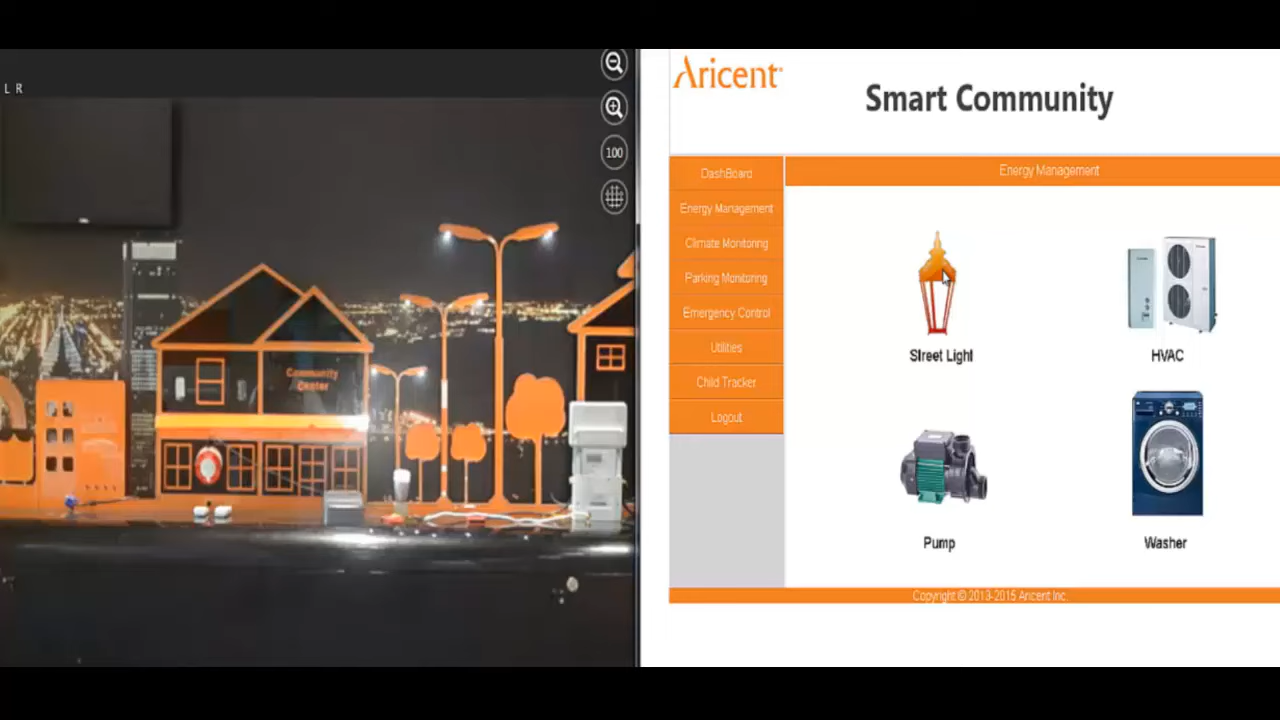 L R
100
Community
Center
Aricent
Smart Community
DashBoard
Energy Management
Climate Monitoring
Parking Monitoring
Emergency Control
Utilities
Child Tracker
Logout
Energy Management
Street Light
HVAC
Pump
Washer
Copyright © 2013-2015 Aricent Inc.